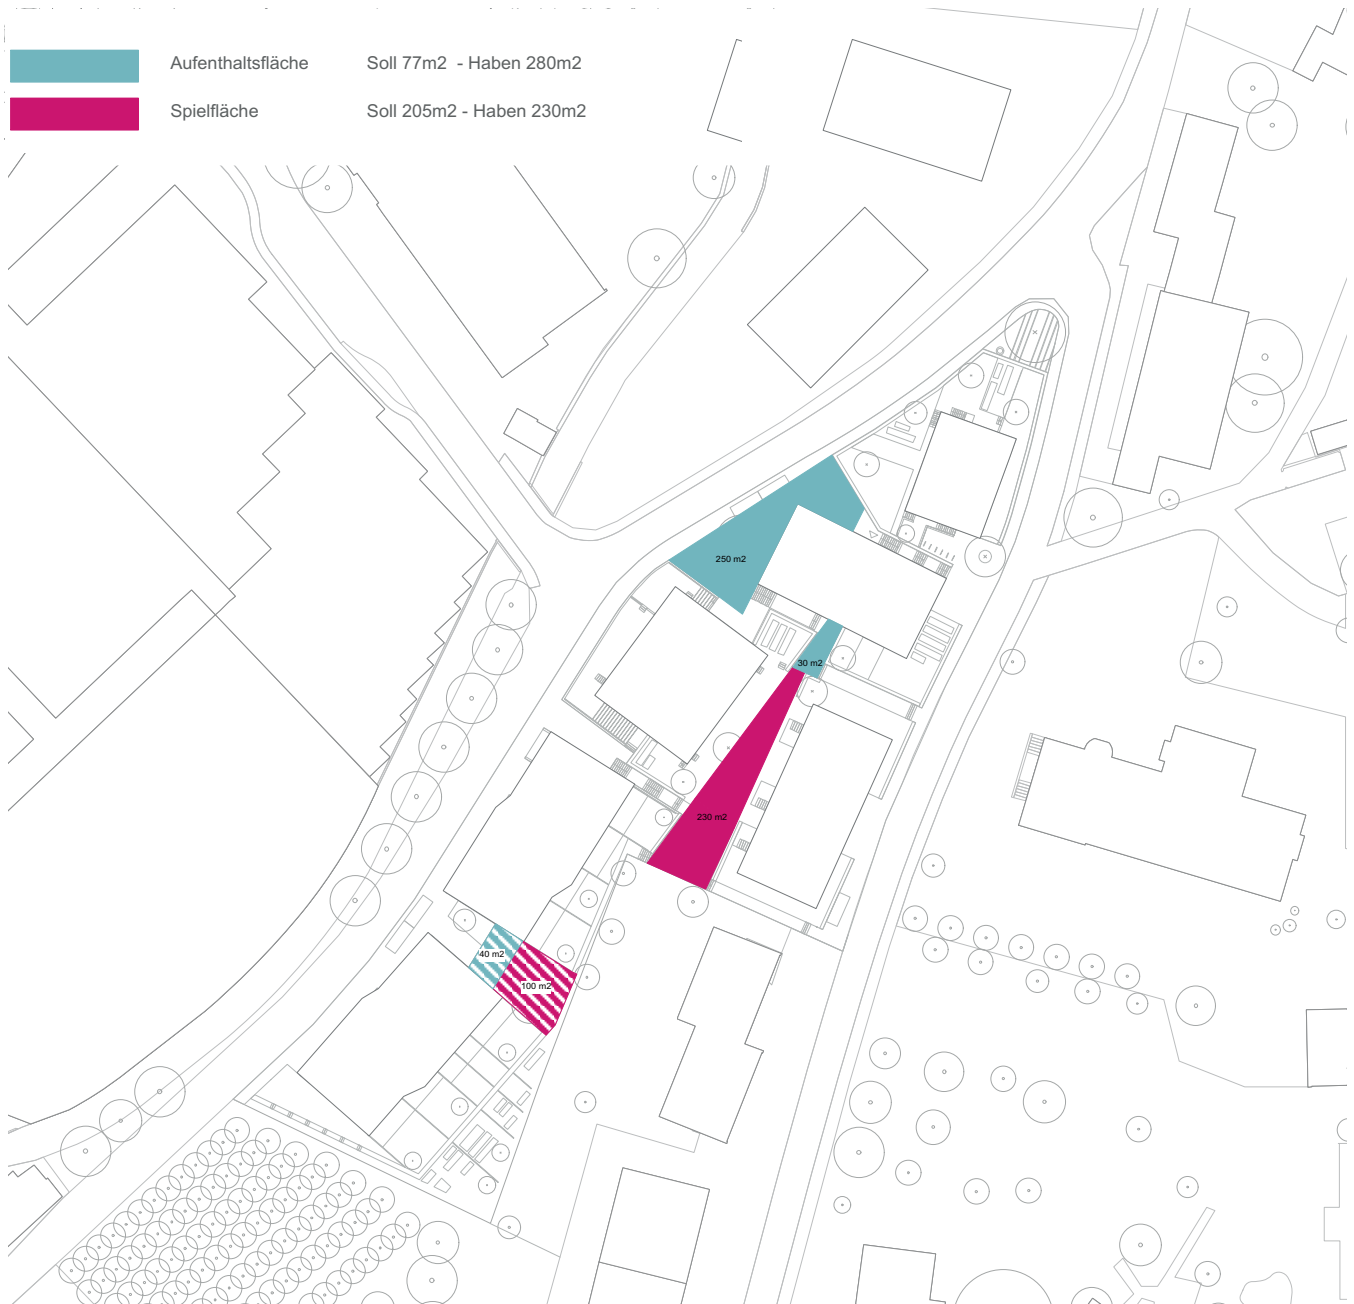 Aufenthaltsfläche Soll 77m2 - Haben 280m2
Spielfläche Soll 205m2 - Haben 230m2
250 m2
30 m2
230 m2
40 m2
100 m2